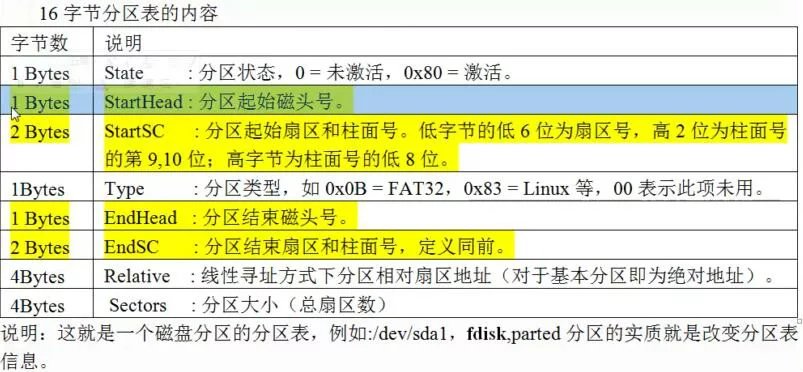 16 字节分区表的内容
字节数 说明
1 Bytes State : 分区状态，0 = 未激活，0x80 = 激活。
1 Bytes StartHead : 分区起始磁头号。
2 Bytes StartSC : 分区起始扇区和柱面号。低字节的低 6 位为扇区号，高 2 位为柱面号
的第 9,10 位；高字节为柱面号的低 8 位。
1Bytes Type : 分区类型，如 0x0B = FAT32，0x83 = Linux 等，00 表示此项未用。
1 Bytes EndHead : 分区结束磁头号。
2 Bytes EndSC : 分区结束扇区和柱面号，定义同前。
4Bytes Relative : 线性寻址方式下分区相对扇区地址（对于基本分区即为绝对地址）。
4Bytes Sectors : 分区大小（总扇区数）
说明：这就是一个磁盘分区的分区表，例如:/dev/sda1，fdisk,parted 分区的实质就是改变分区表
信息。